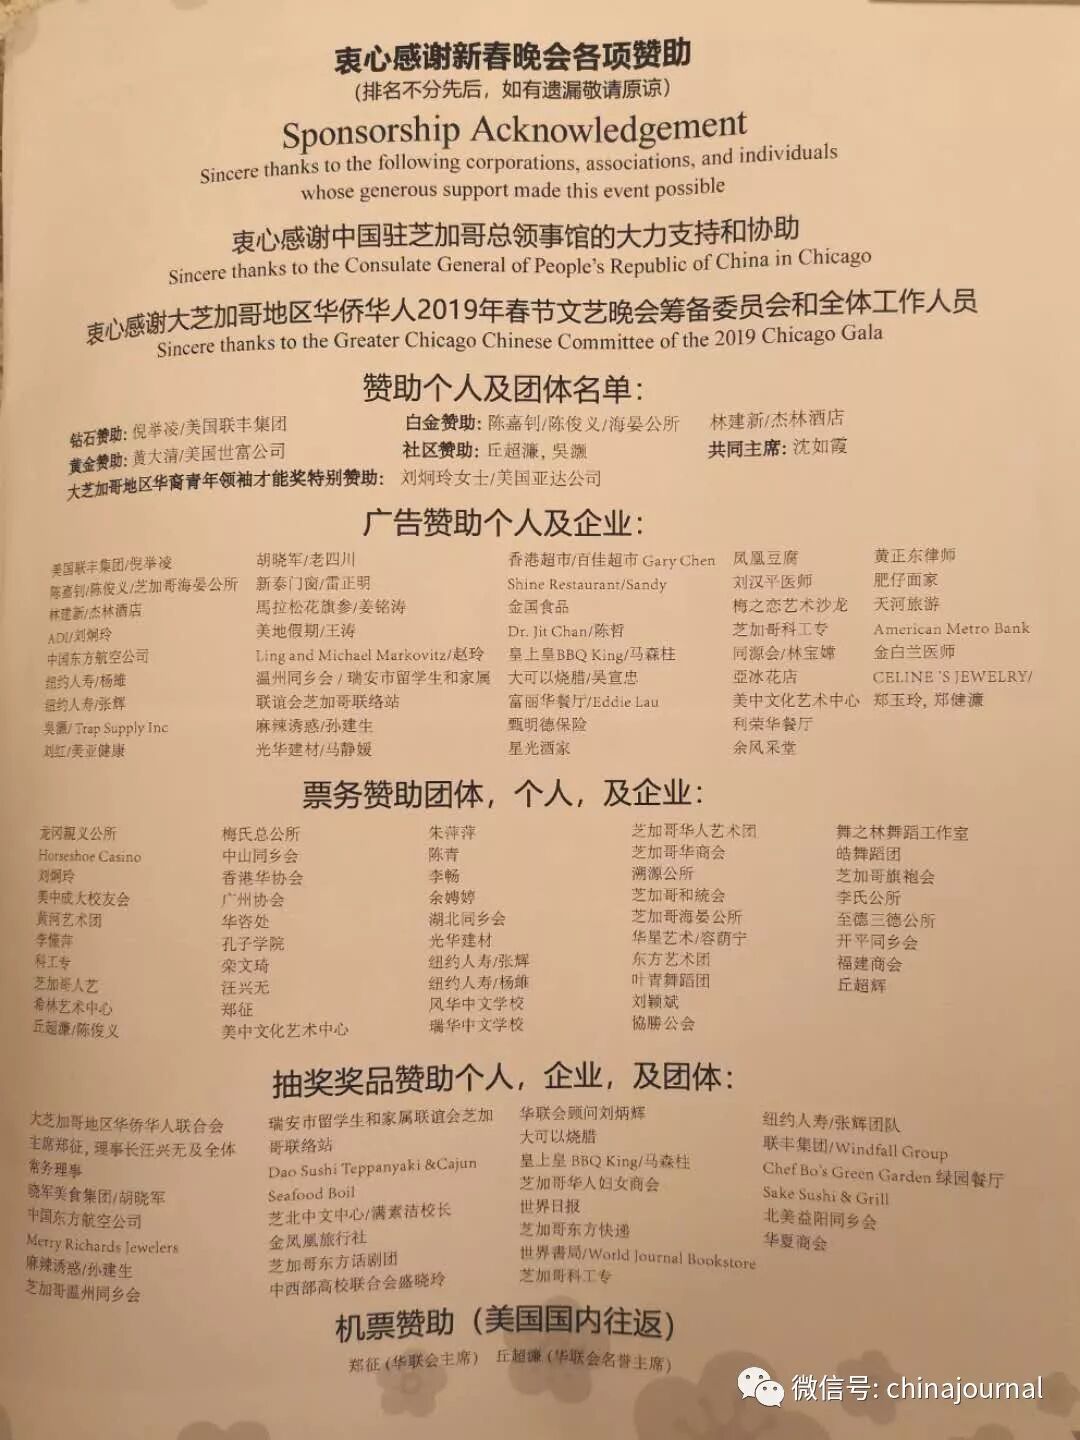 衷心感谢新春晚会各项赞助
(排名不分先后，如有遗漏敬请原谅)
Sponsorship Acknowledgement
Sincere thanks to the following corporations, associations, and individuals
whose generous support made this event possible
衷心感谢中国驻芝加哥总领事馆的大力支持和协助
Sincere thanks to the Consulate General of People's Republic of China in Chicago
衷心感谢大芝加哥地区华侨华人2019年春节文艺晚会筹备委员会和全体工作人员
Sincere thanks to the Greater Chicago Chinese Committee of the 2019 Chicago Gala
赞助个人及团体名单：
钻石赞助: 倪举凌/美国联丰集团 白金赞助: 陈嘉钊/陈俊义/海晏公所 林建新/杰林酒店
黄金赞助: 黄大清/美国世富公司 社区赞助: 丘超濂, 吳灏 共同主席: 沈如霞
大芝加哥地区华裔青年领袖才能奖特别赞助： 刘炯玲女士/美国亚达公司
广告赞助个人及企业：
美国联丰集团/倪举凌
陈嘉钊/陈俊义/芝加哥海晏公所
林建新/杰林酒店
ADI/刘炯玲
中国东方航空公司
纽约人寿/杨维
纽约人寿/张辉
吳灏/ Trap Supply Inc
刘红/美亚健康
胡晓军/老四川
新泰门窗/雷正明
馬拉松花旗参/姜铭涛
美地假期/王涛
Ling and Michael Markovitz/赵玲
温州同乡会 / 瑞安市留学生和家属
联谊会芝加哥联络站
麻辣诱惑/孙建生
光华建材/马静媛
香港超市/百佳超市 Gary Chen
Shine Restaurant/Sandy
金国食品
Dr. Jit Chan/陈哲
皇上皇BBQ King/马森柱
大可以烧腊/吴宣忠
富丽华餐厅/Eddie Lau
甄明德保险
星光酒家
凤凰豆腐
刘汉平医师
梅之恋艺术沙龙
芝加哥科工专
同源会/林宝嫦
亞冰花店
美中文化艺术中心
利荣华餐厅
余风采堂
黄正东律师
肥仔面家
天河旅游
American Metro Bank
金白兰医师
CELINE 'S JEWELRY/
郑玉玲, 郑健濂
票务赞助团体，个人，及企业：
龙冈親义公所
Horseshoe Casino
刘炯玲
美中成大校友会
黄河艺术团
李懂萍
科工专
芝加哥人艺
希林艺术中心
丘超濂/陈俊义
梅氏总公所
中山同乡会
香港华协会
广州协会
华咨处
孔子学院
栾文琦
汪兴无
郑征
美中文化艺术中心
朱萍萍
陈青
李畅
余娉婷
湖北同乡会
光华建材
纽约人寿/张辉
纽约人寿/杨維
风华中文学校
瑞华中文学校
芝加哥华人艺术团
芝加哥华商会
溯源公所
芝加哥和統会
芝加哥海晏公所
华星艺术/容荫宁
东方艺术团
叶青舞蹈团
刘颖斌
協勝公会
舞之林舞蹈工作室
皓舞蹈团
芝加哥旗袍会
李氏公所
至德三德公所
开平同乡会
福建商会
丘超辉
抽奖奖品赞助个人，企业，及团体：
大芝加哥地区华侨华人联合会
主席郑征, 理事长汪兴无及全体
常务理事
晓军美食集团/胡晓军
中国东方航空公司
Merry Richards Jewelers
麻辣诱惑/孙建生
芝加哥温州同乡会
瑞安市留学生和家属联谊会芝加
哥联络站
Dao Sushi Teppanyaki &Cajun
Seafood Boil
芝北中文中心/满素洁校长
金凤凰旅行社
芝加哥东方话剧团
中西部高校联合会盛晓玲
华联会顾问刘炳辉
大可以烧腊
皇上皇 BBQ King/马森柱
芝加哥华人妇女商会
世界日报
芝加哥东方快递
世界書局/World Journal Bookstore
芝加哥科工专
纽约人寿/张辉团队
联丰集团/Windfall Group
Chef Bo's Green Garden 绿园餐厅
Sake Sushi & Grill
北美益阳同乡会
华夏商会
机票赞助（美国国内往返）
郑征 (华联会主席) 丘超濂 (华联会名誉主席)
微信号: chinajournal